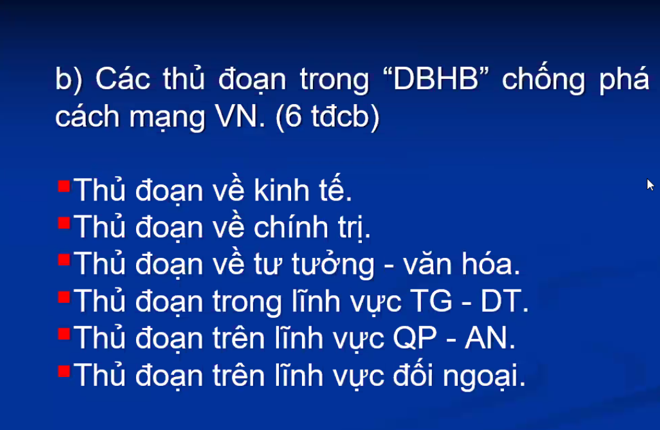 b) Các thủ đoạn trong “DBHB” chống phá
cách mạng VN. (6 tđcb)
Thủ đoạn về kinh tế.
Thủ đoạn về chính trị.
Thủ đoạn về tư tưởng - văn hóa.
Thủ đoạn trong lĩnh vực TG - DT.
Thủ đoạn trên lĩnh vực QP - AN.
Thủ đoạn trên lĩnh vực đối ngoại.